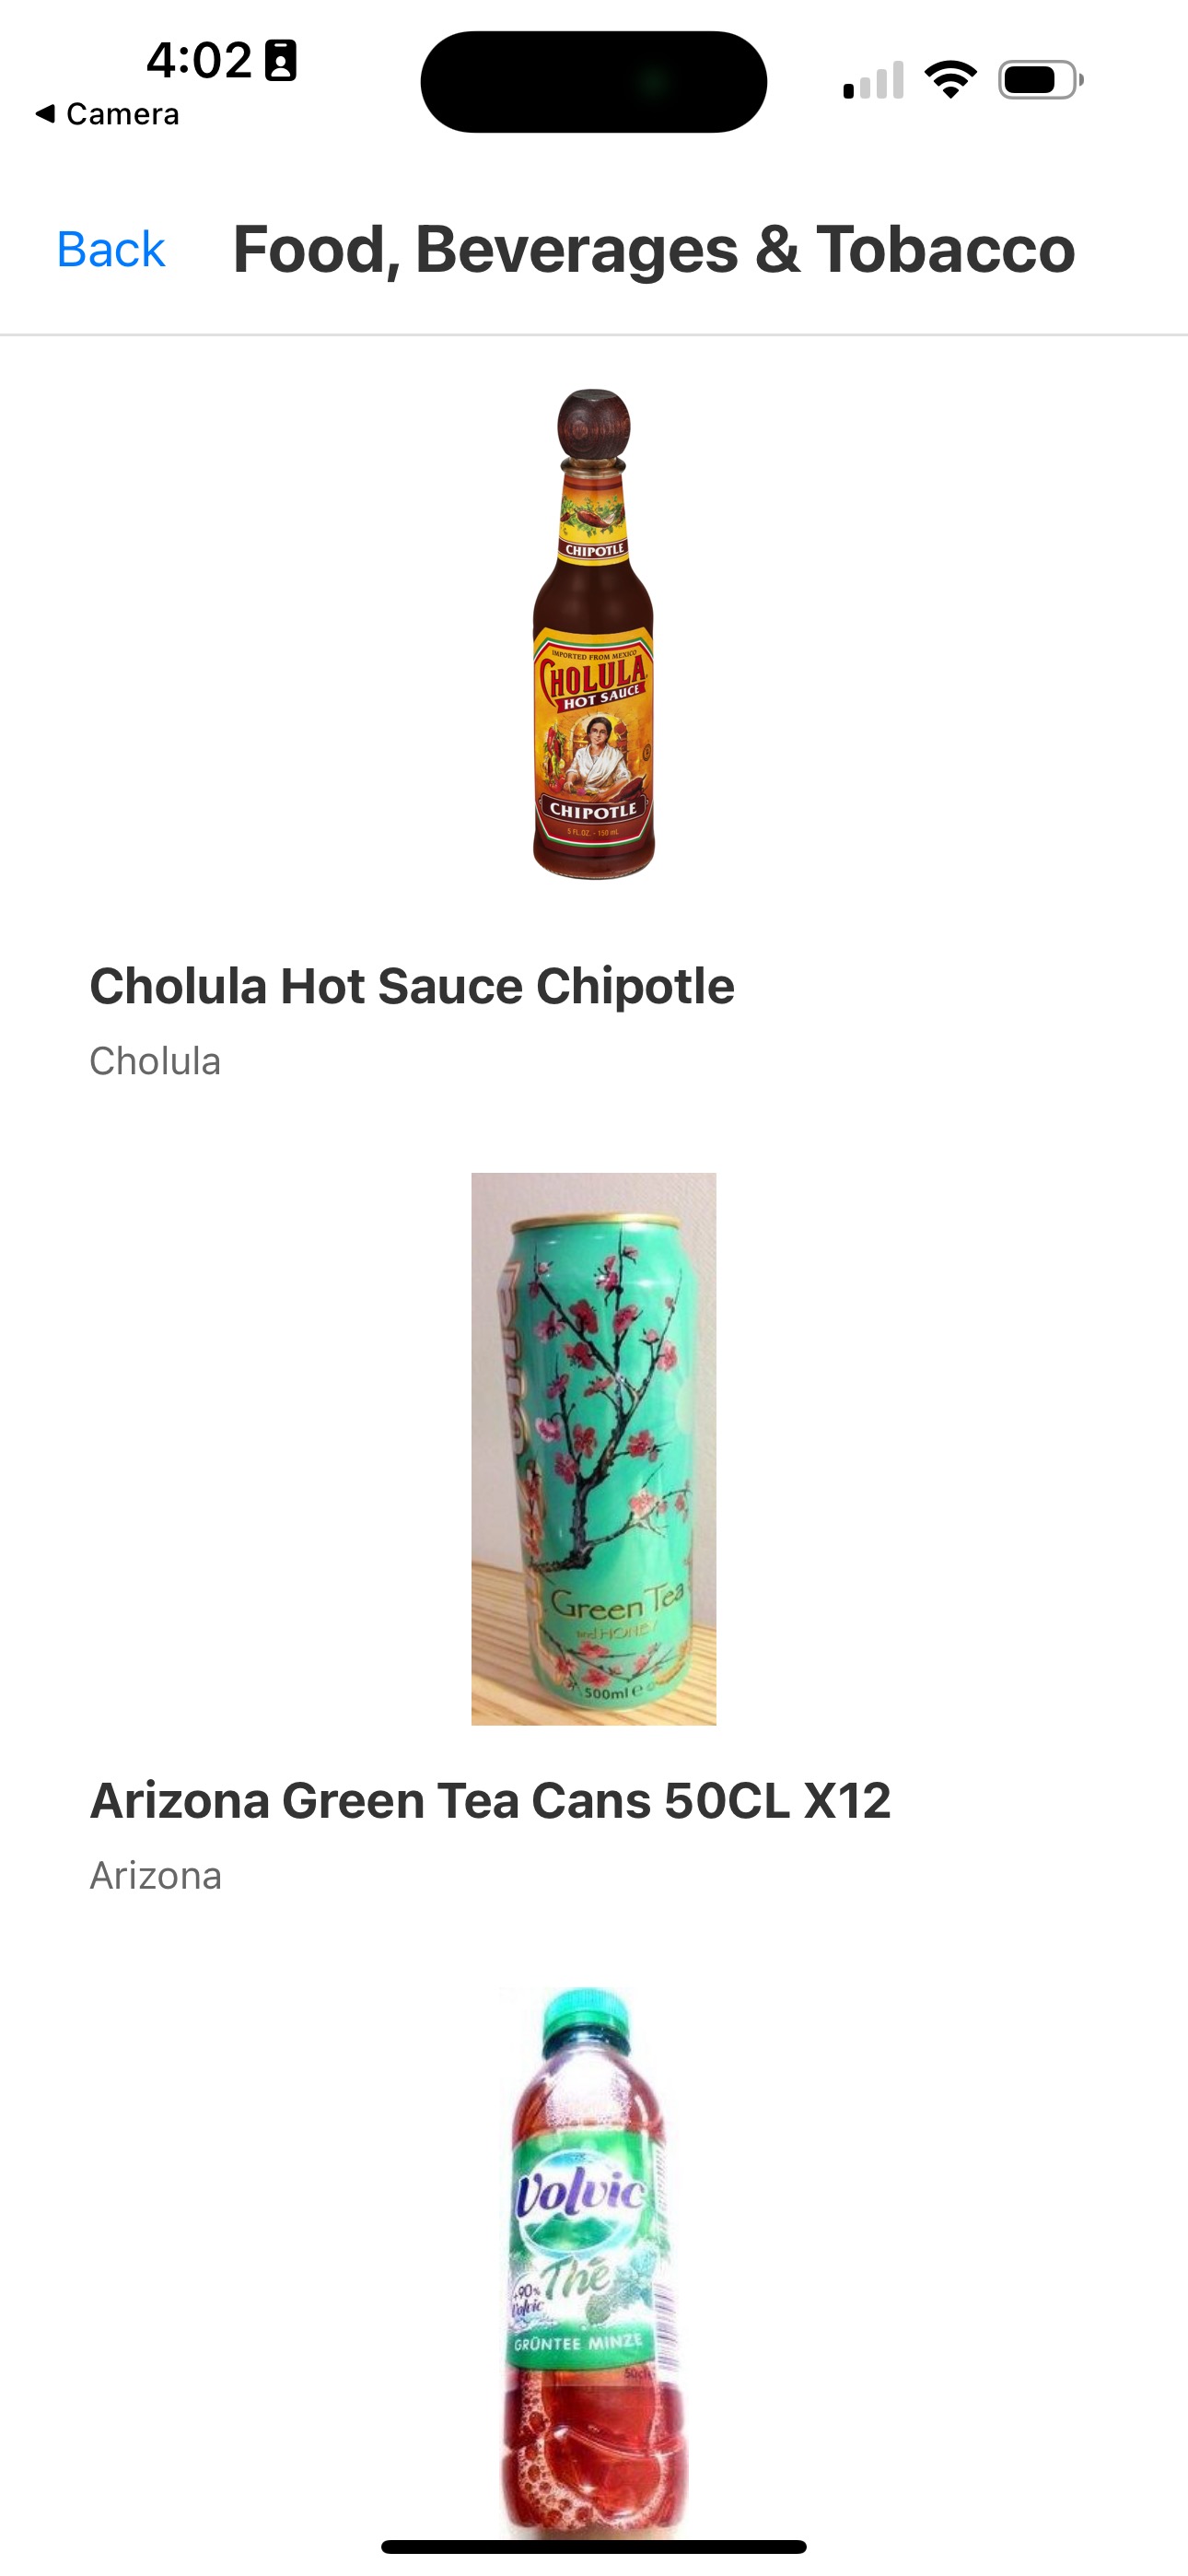 4:02
Camera
Back
Food, Beverages & Tobacco
CHIPOTLE
IMPORTED FROM MEXICO
CHOLULA
HOT SAUCE
CHIPOTLE
5 FL. OZ. - 150 mL
Cholula Hot Sauce Chipotle
Cholula
Green Tea
and HONEY
500ml e
Arizona Green Tea Cans 50CL X12
Arizona
Volvic
Thé
+90%
Volvic
GRÜNTEE MINZE
50cl